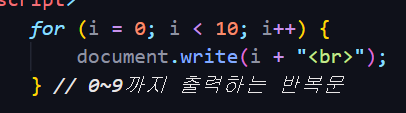 script>
for (i = 0; i < 10; i++) {
document.write(i + "<br>");
} // 0~9까지 출력하는 반복문